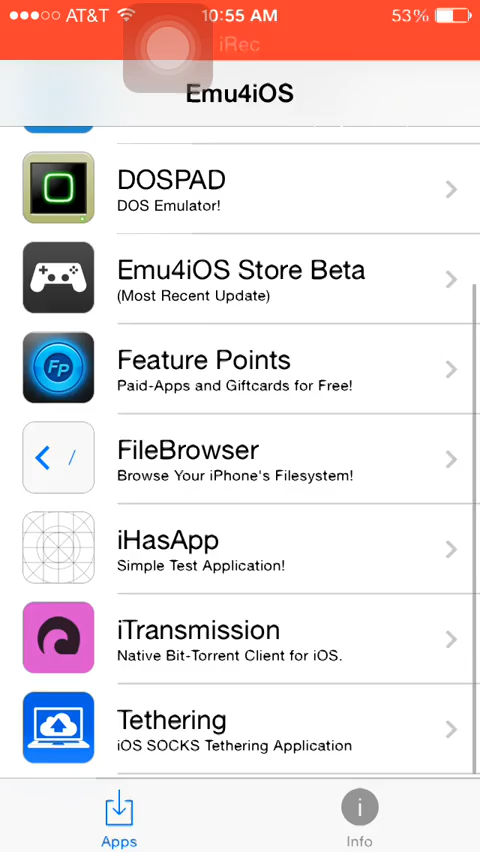 AT&T 10:55 AM 53%
iRec
Emu4iOS
DOSPAD
DOS Emulator!
Emu4iOS Store Beta
(Most Recent Update)
FP
Feature Points
Paid-Apps and Giftcards for Free!
/
FileBrowser
Browse Your iPhone's Filesystem!
iHasApp
Simple Test Application!
iTransmission
Native Bit-Torrent Client for iOS.
Tethering
iOS SOCKS Tethering Application
Apps
i
Info